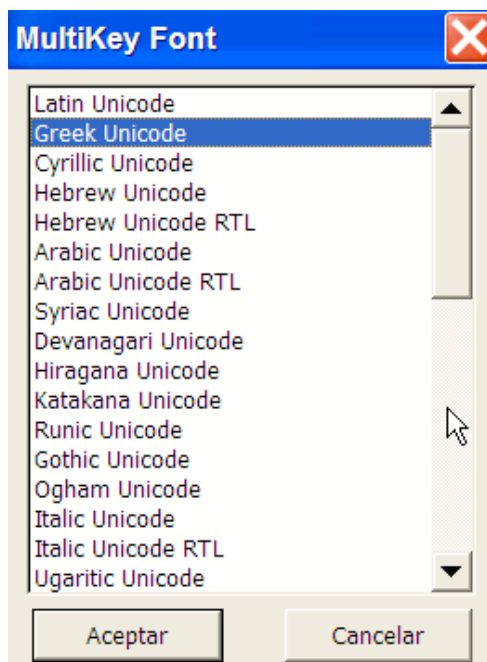 MultiKey Font
Latin Unicode
Greek Unicode
Cyrillic Unicode
Hebrew Unicode
Hebrew Unicode RTL
Arabic Unicode
Arabic Unicode RTL
Syriac Unicode
Devanagari Unicode
Hiragana Unicode
Katakana Unicode
Runic Unicode
Gothic Unicode
Ogham Unicode
Italic Unicode
Italic Unicode RTL
Ugaritic Unicode
Aceptar Cancelar